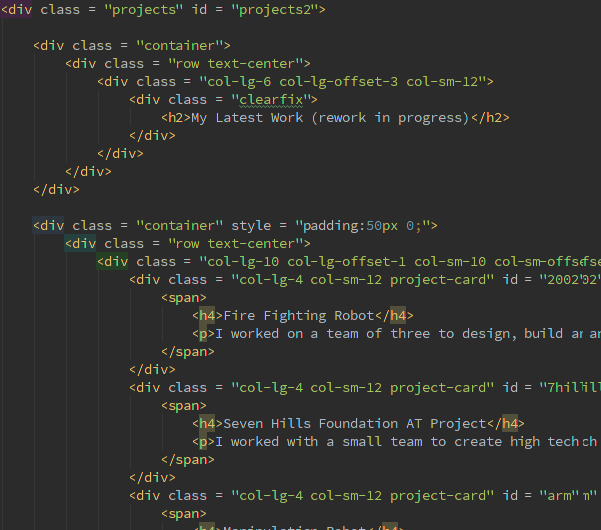 <div class = "projects" id = "projects2">
<div class = "container">
<div class = "row text-center">
<div class = "col-lg-6 col-lg-offset-3 col-sm-12">
<div class = "clearfix">
<h2>My Latest Work (rework in progress)</h2>
</div>
</div>
</div>
</div>
<div class = "container" style = "padding:50px 0;">
<div class = "row text-center">
<div class = "col-lg-10 col-lg-offset-1 col-sm-10 col-sm-
<div class = "col-lg-4 col-sm-12 project-card" id =
<span>
<h4>Fire Fighting Robot</h4>
<p>I worked on a team of three to design, build
</span>
</div>
<div class = "col-lg-4 col-sm-12 project-card" id =
<span>
<h4>Seven Hills Foundation AT Project</h4>
<p>I worked with a small team to create high
</span>
</div>
<div class = "col-lg-4 col-sm-12 project-card" id = "arm"
<span>
<h4>Manipulation Robot</h4>